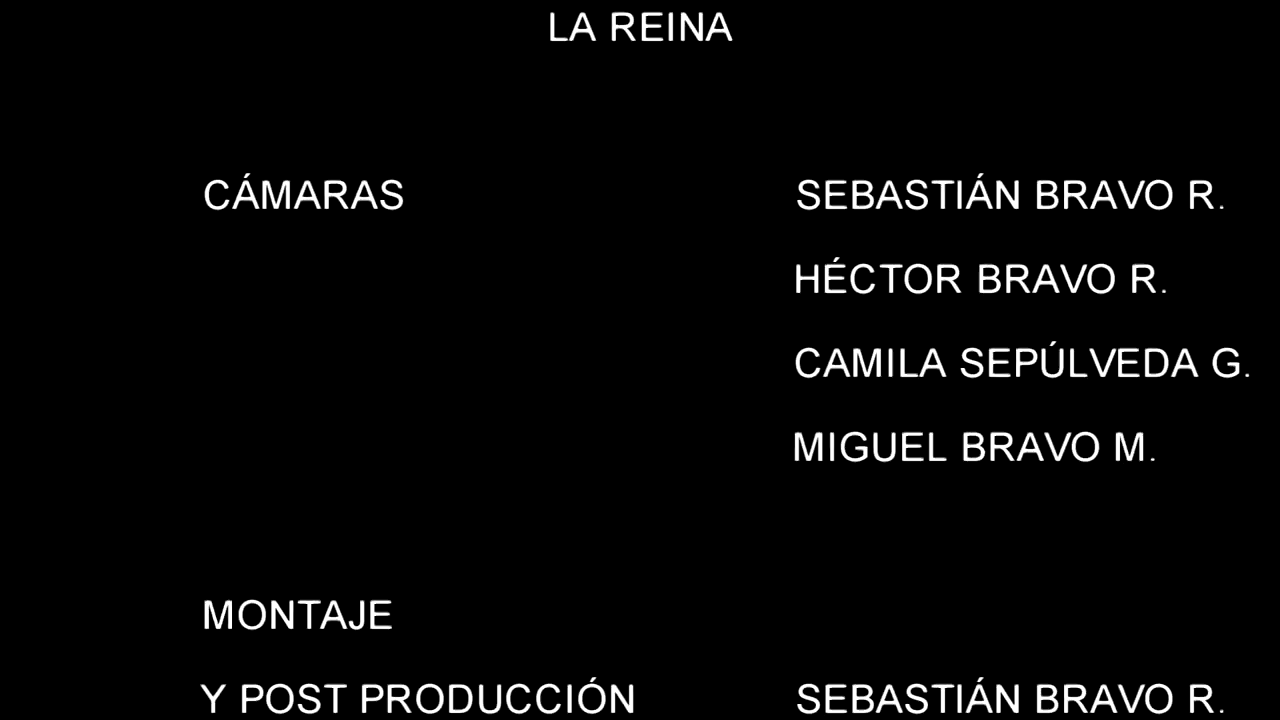 LA REINA
CÁMARAS SEBASTIÁN BRAVO R.
HÉCTOR BRAVO R.
CAMILA SEPÚLVEDA G.
MIGUEL BRAVO M.
MONTAJE
Y POST PRODUCCIÓN SEBASTIÁN BRAVO R.